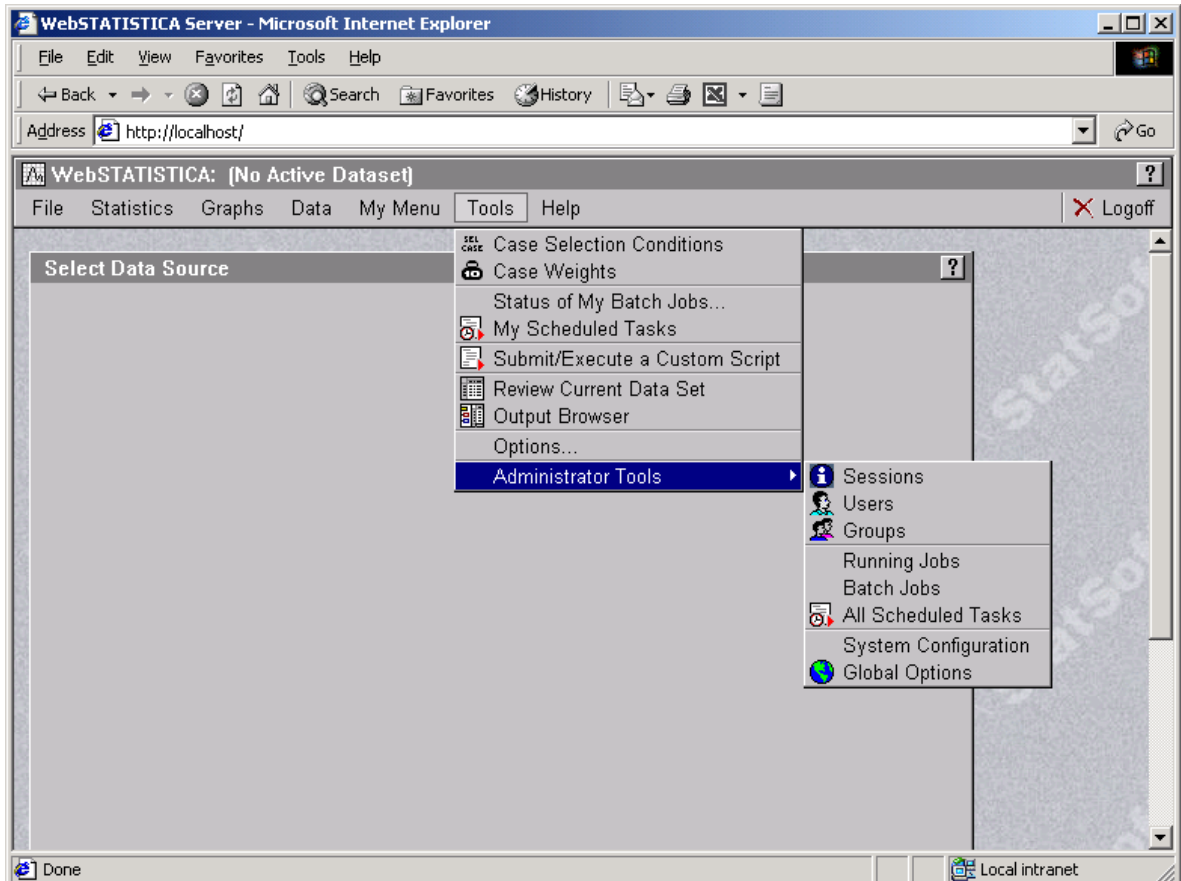 WebSTATISTICA Server - Microsoft Internet Explorer
File Edit View Favorites Tools Help
Back Search Favorites History
Address http://localhost/ Go
WebSTATISTICA: (No Active Dataset) ?
File Statistics Graphs Data My Menu Tools Help Logoff
Select Data Source ?
SEL CASE Case Selection Conditions
Case Weights
Status of My Batch Jobs...
My Scheduled Tasks
Submit/Execute a Custom Script
Review Current Data Set
Output Browser
Options...
Administrator Tools
Sessions
Users
Groups
Running Jobs
Batch Jobs
All Scheduled Tasks
System Configuration
Global Options
StatSoft
StatSoft
Done Local intranet